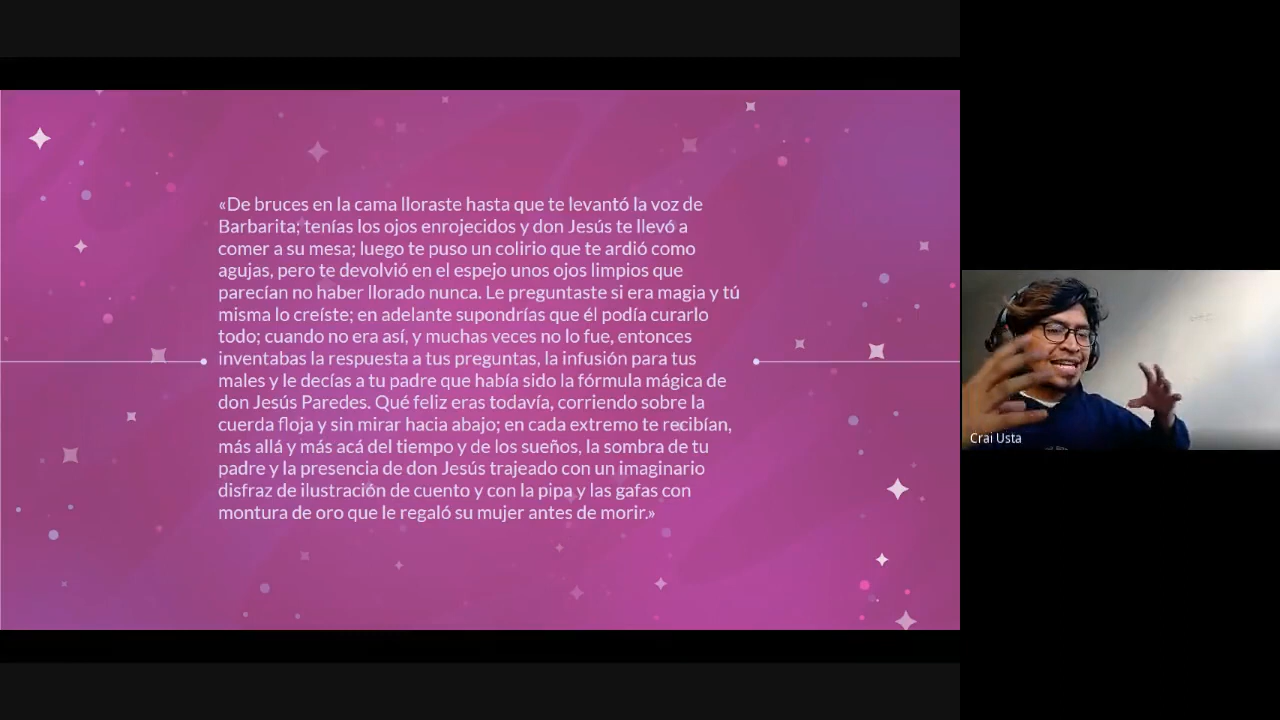 «De bruces en la cama lloraste hasta que te levantó la voz de
Barbarita; tenías los ojos enrojecidos y don Jesús te llevó a
comer a su mesa; luego te puso un colirio que te ardió como
agujas, pero te devolvió en el espejo unos ojos limpios que
parecían no haber llorado nunca. Le preguntaste si era magia y tú
misma lo creíste; en adelante supondrías que él podía curarlo
todo; cuando no era así, y muchas veces no lo fue, entonces
inventabas la respuesta a tus preguntas, la infusión para tus
males y le decías a tu padre que había sido la fórmula mágica de
don Jesús Paredes. Qué feliz eras todavía, corriendo sobre la
cuerda floja y sin mirar hacia abajo; en cada extremo te recibían,
más allá y más acá del tiempo y de los sueños, la sombra de tu
padre y la presencia de don Jesús trajeado con un imaginario
disfraz de ilustración de cuento y con la pipa y las gafas con
montura de oro que le regaló su mujer antes de morir.»
Crai Usta